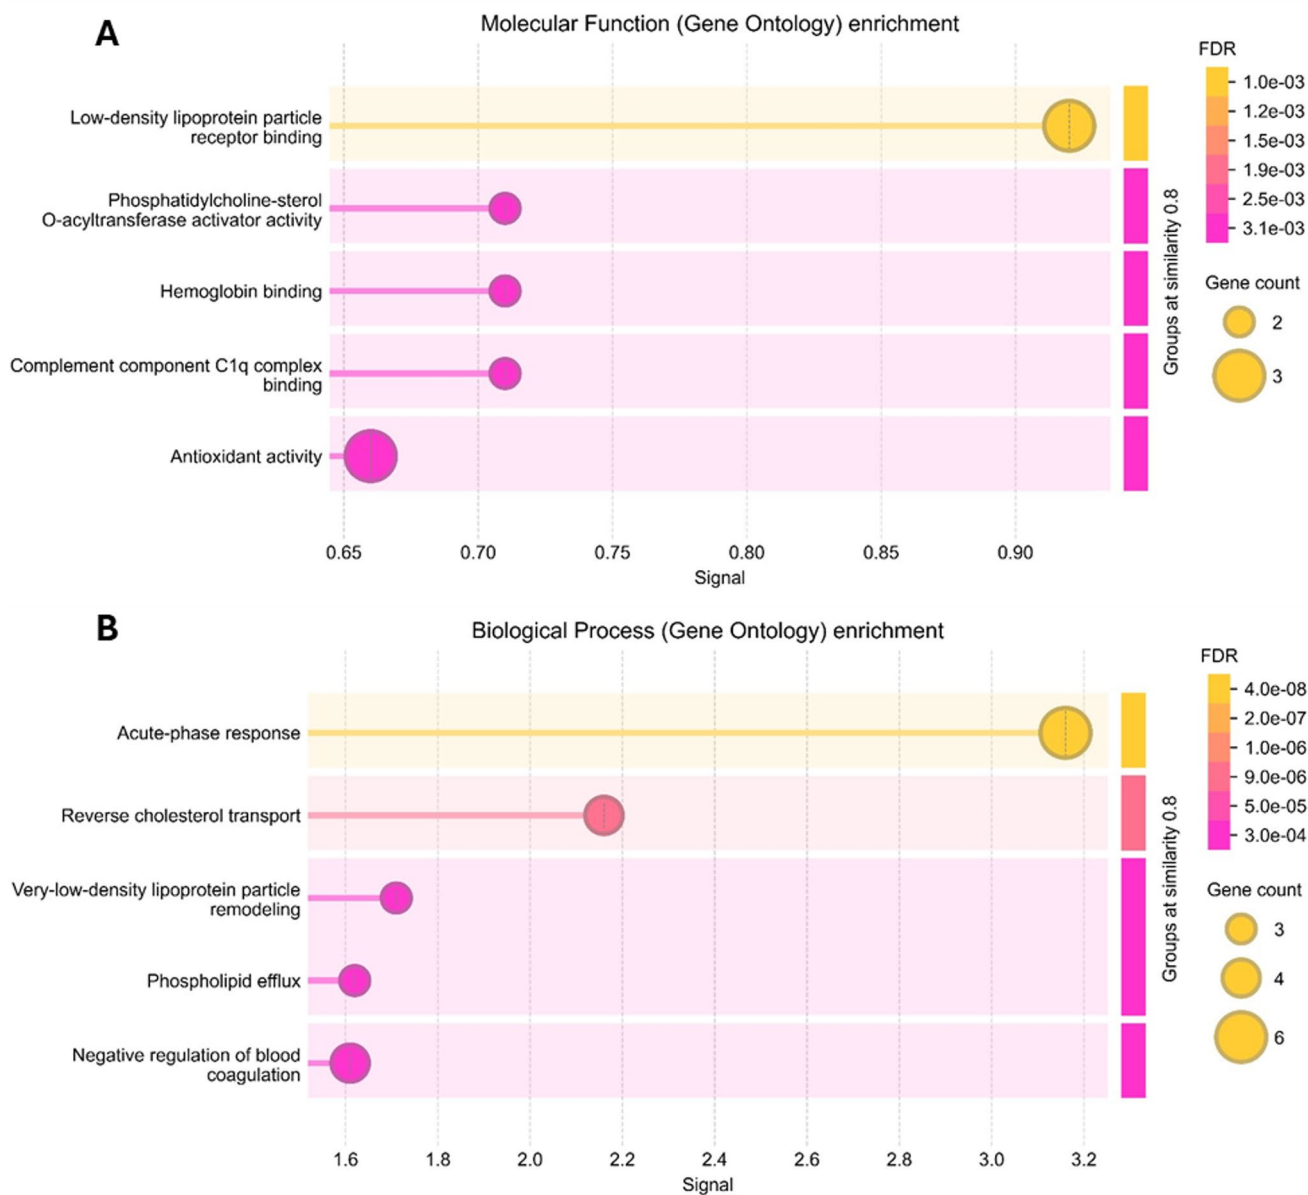 A
Molecular Function (Gene Ontology) enrichment
Low-density lipoprotein particle
receptor binding
Phosphatidylcholine-sterol
O-acyltransferase activator activity
Hemoglobin binding
Complement component C1q complex
binding
Antioxidant activity
0.65 0.70 0.75 0.80 0.85 0.90
Signal
Groups at similarity 0.8
FDR
1.0e-03
1.2e-03
1.5e-03
1.9e-03
2.5e-03
3.1e-03
Gene count
2
3
B
Biological Process (Gene Ontology) enrichment
Acute-phase response
Reverse cholesterol transport
Very-low-density lipoprotein particle
remodeling
Phospholipid efflux
Negative regulation of blood
coagulation
1.6 1.8 2.0 2.2 2.4 2.6 2.8 3.0 3.2
Signal
Groups at similarity 0.8
FDR
4.0e-08
2.0e-07
1.0e-06
9.0e-06
5.0e-05
3.0e-04
Gene count
3
4
6